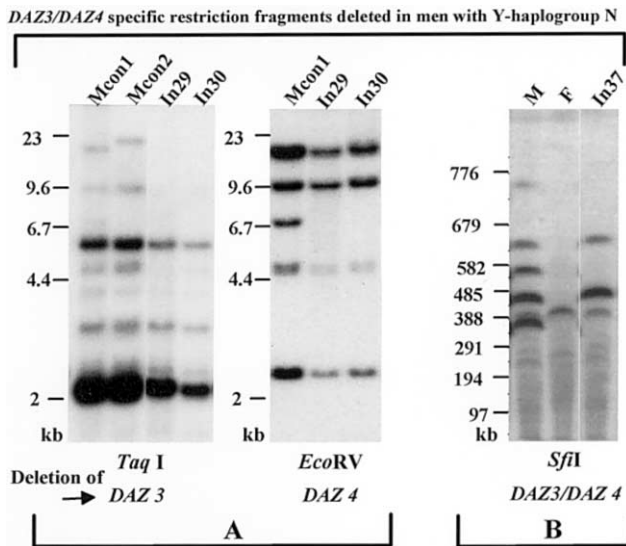 DAZ3/DAZ4 specific restriction fragments deleted in men with Y-haplogroup N
Mcon1 Mcon2 In29 In30
Mcon1 In29 In30
M F In37
23
9.6
6.7
4.4
2
kb
23
9.6
6.7
4.4
2
kb
776
679
582
485
388
291
194
97
kb
Taq I EcoRV SfiI
Deletion of DAZ 3 DAZ 4 DAZ3/DAZ 4
A B